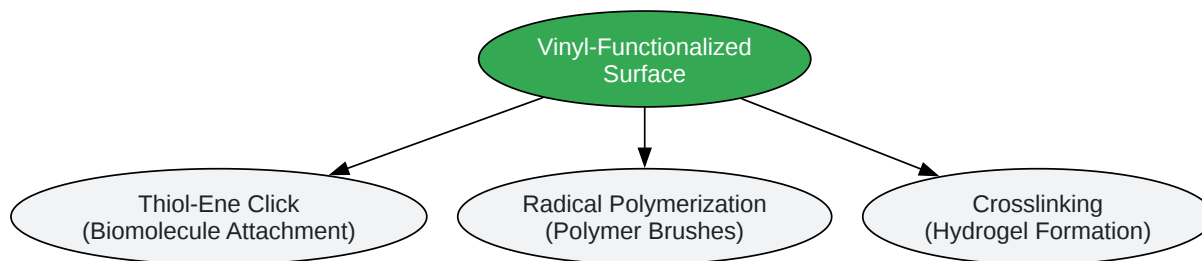 Vinyl-Functionalized
Surface
Thiol-Ene Click
(Biomolecule Attachment)
Radical Polymerization
(Polymer Brushes)
Crosslinking
(Hydrogel Formation)